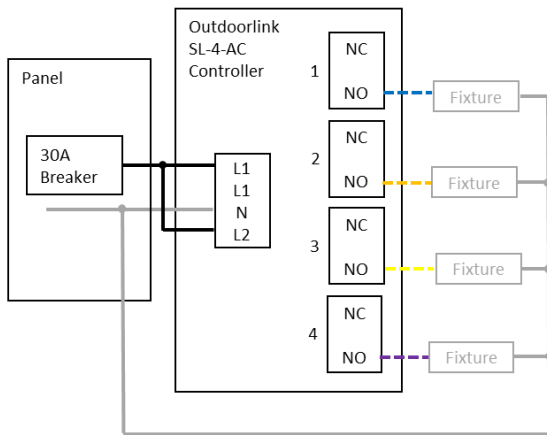 Outdoorlink
SL-4-AC
Controller
Panel
30A
Breaker
L1
L1
N
L2
1
NC
NO
Fixture
2
NC
NO
Fixture
3
NC
NO
Fixture
4
NC
NO
Fixture